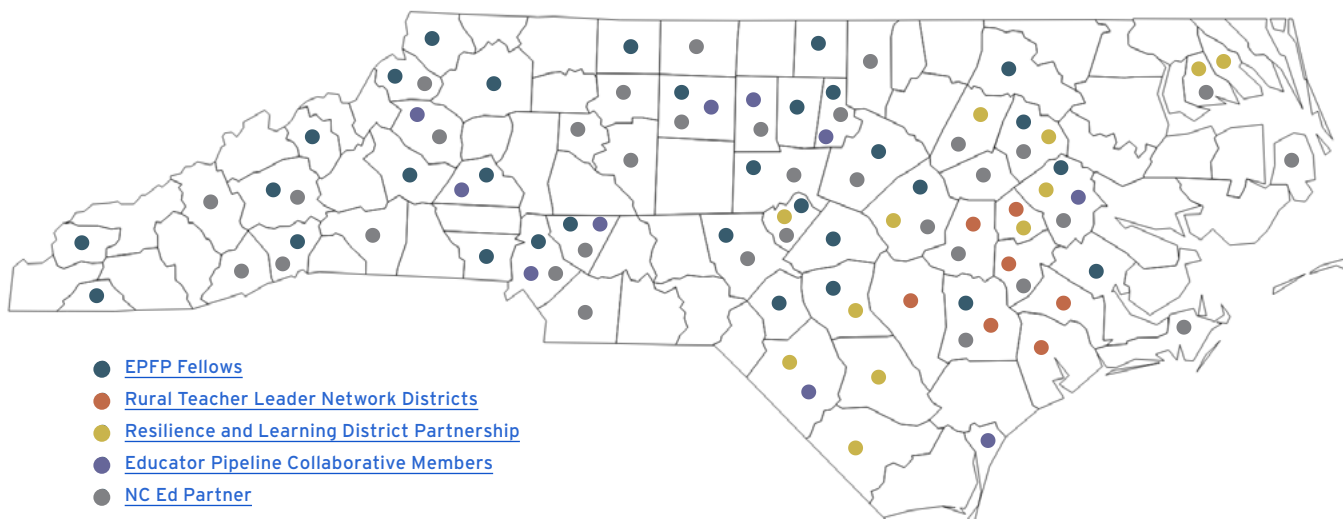 EPFP Fellows
Rural Teacher Leader Network Districts
Resilience and Learning District Partnership
Educator Pipeline Collaborative Members
NC Ed Partner